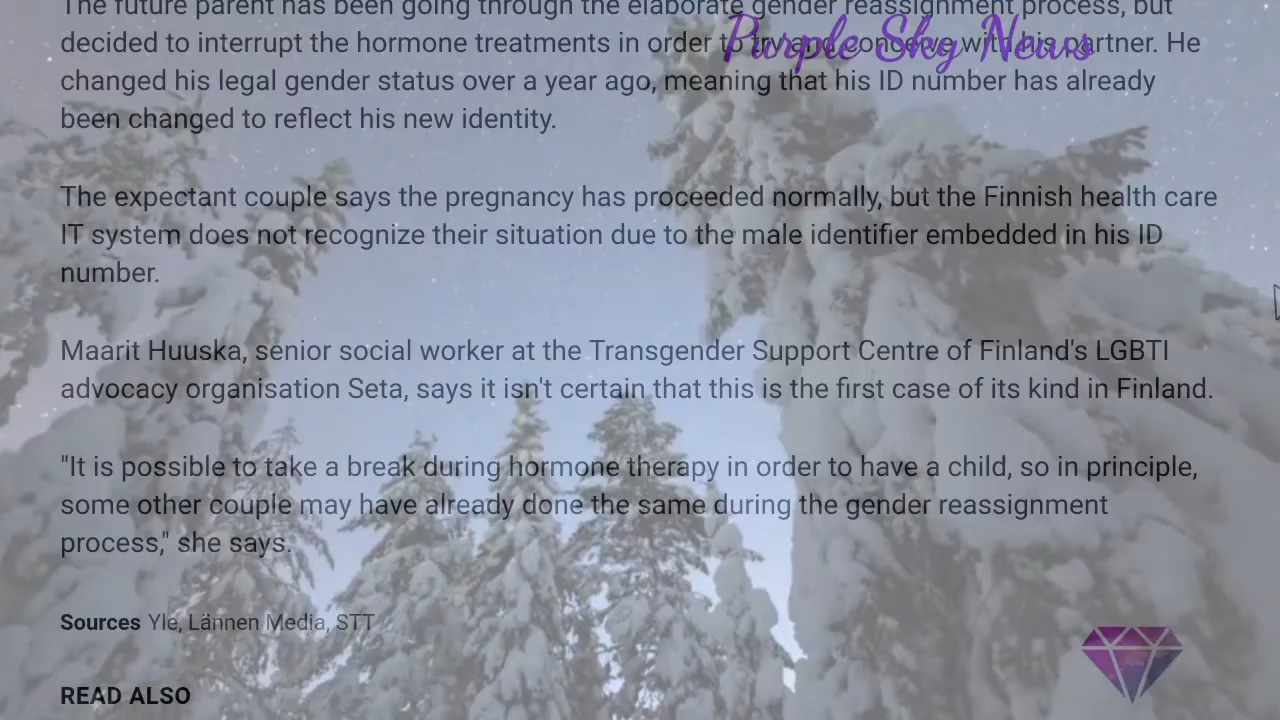 The future parent has been going through the elaborate gender reassignment process, but
Purple Sky News
decided to interrupt the hormone treatments in order to try and conceive with his partner. He
changed his legal gender status over a year ago, meaning that his ID number has already
been changed to reflect his new identity.
The expectant couple says the pregnancy has proceeded normally, but the Finnish health care
IT system does not recognize their situation due to the male identifier embedded in his ID
number.
Maarit Huuska, senior social worker at the Transgender Support Centre of Finland's LGBTI
advocacy organisation Seta, says it isn't certain that this is the first case of its kind in Finland.
"It is possible to take a break during hormone therapy in order to have a child, so in principle,
some other couple may have already done the same during the gender reassignment
process," she says.
Sources Yle, Lännen Media, STT
READ ALSO